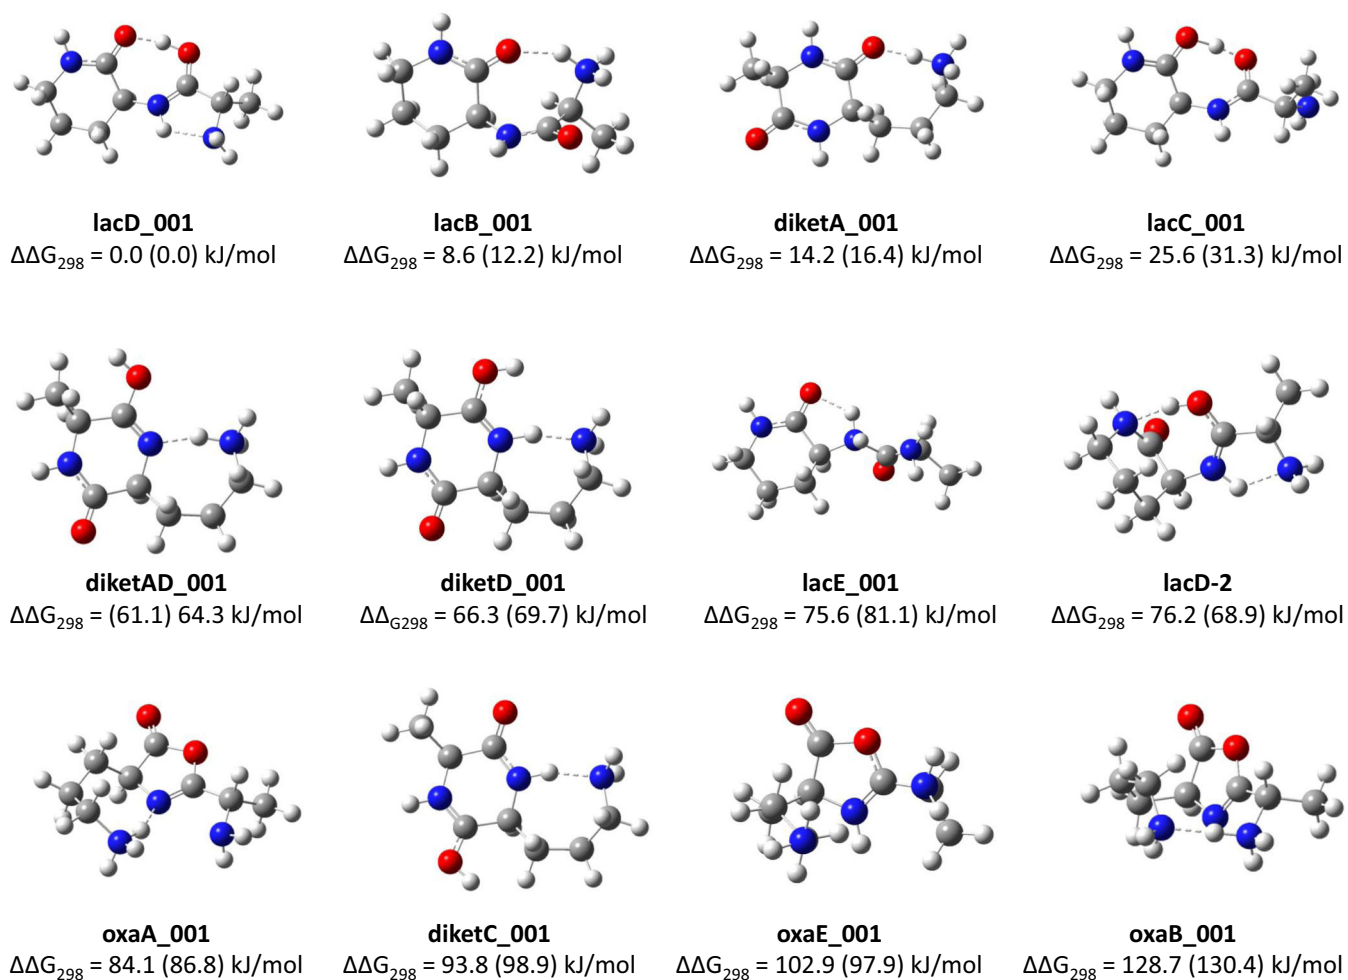 lacD_001 lacB_001 diketA_001 lacC_001
ΔΔG₂₉₈ = 0.0 (0.0) kJ/mol ΔΔG₂₉₈ = 8.6 (12.2) kJ/mol ΔΔG₂₉₈ = 14.2 (16.4) kJ/mol ΔΔG₂₉₈ = 25.6 (31.3) kJ/mol
diketAD_001 diketD_001 lacE_001 lacD-2
ΔΔG₂₉₈ = (61.1) 64.3 kJ/mol ΔΔ_G298 = 66.3 (69.7) kJ/mol ΔΔG₂₉₈ = 75.6 (81.1) kJ/mol ΔΔG₂₉₈ = 76.2 (68.9) kJ/mol
oxaA_001 diketC_001 oxaE_001 oxaB_001
ΔΔG₂₉₈ = 84.1 (86.8) kJ/mol ΔΔG₂₉₈ = 93.8 (98.9) kJ/mol ΔΔG₂₉₈ = 102.9 (97.9) kJ/mol ΔΔG₂₉₈ = 128.7 (130.4) kJ/mol